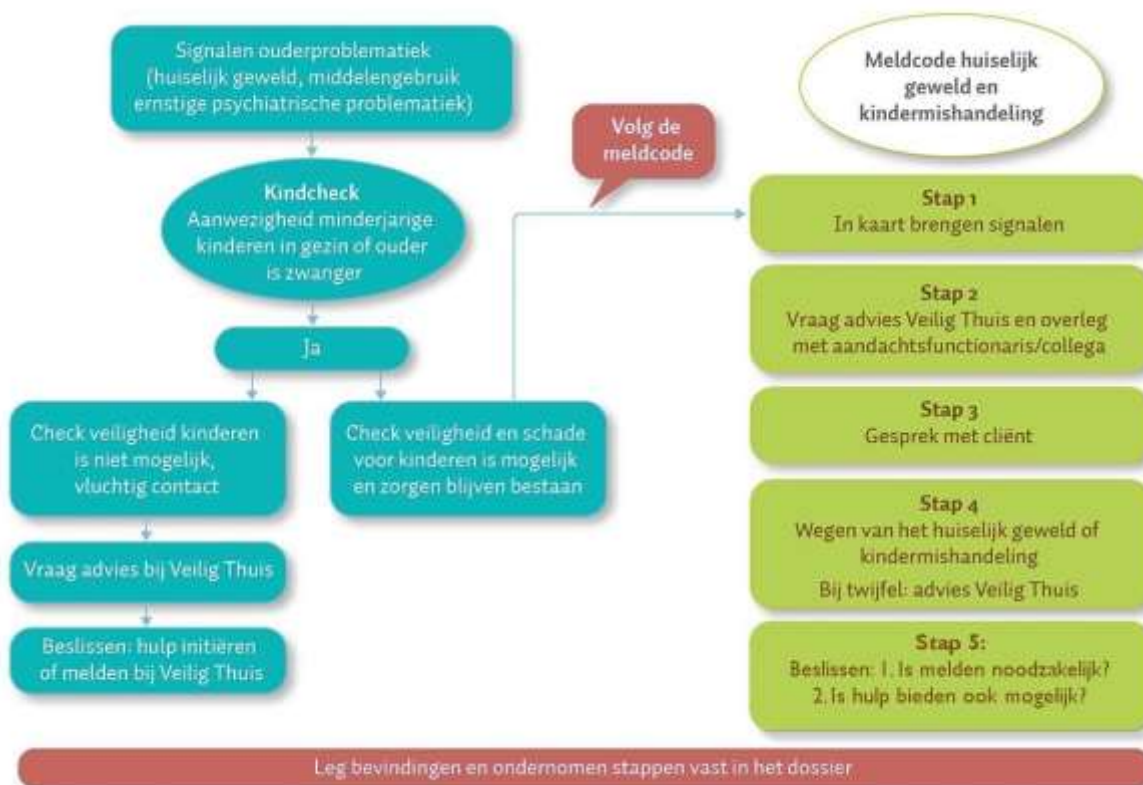 Signalen ouderproblematiek
(huiselijk geweld, middelengebruik
ernstige psychiatrische problematiek)
Kindcheck
Aanwezigheid minderjarige
kinderen in gezin of ouder
is zwanger
Ja
Check veiligheid kinderen
is niet mogelijk,
vluchtig contact
Check veiligheid en schade
voor kinderen is mogelijk
en zorgen blijven bestaan
Vraag advies bij Veilig Thuis
Beslissen: hulp initiëren
of melden bij Veilig Thuis
Volg de
meldcode
Meldcode huiselijk
geweld en
kindermishandeling
Stap 1
In kaart brengen signalen
Stap 2
Vraag advies Veilig Thuis en overleg
met aandachtsfunctionaris/collega
Stap 3
Gesprek met cliënt
Stap 4
Wegen van het huiselijk geweld of
kindermishandeling
Bij twijfel: advies Veilig Thuis
Stap 5:
Beslissen: 1. Is melden noodzakelijk?
2. Is hulp bieden ook mogelijk?
Leg bevindingen en ondernomen stappen vast in het dossier